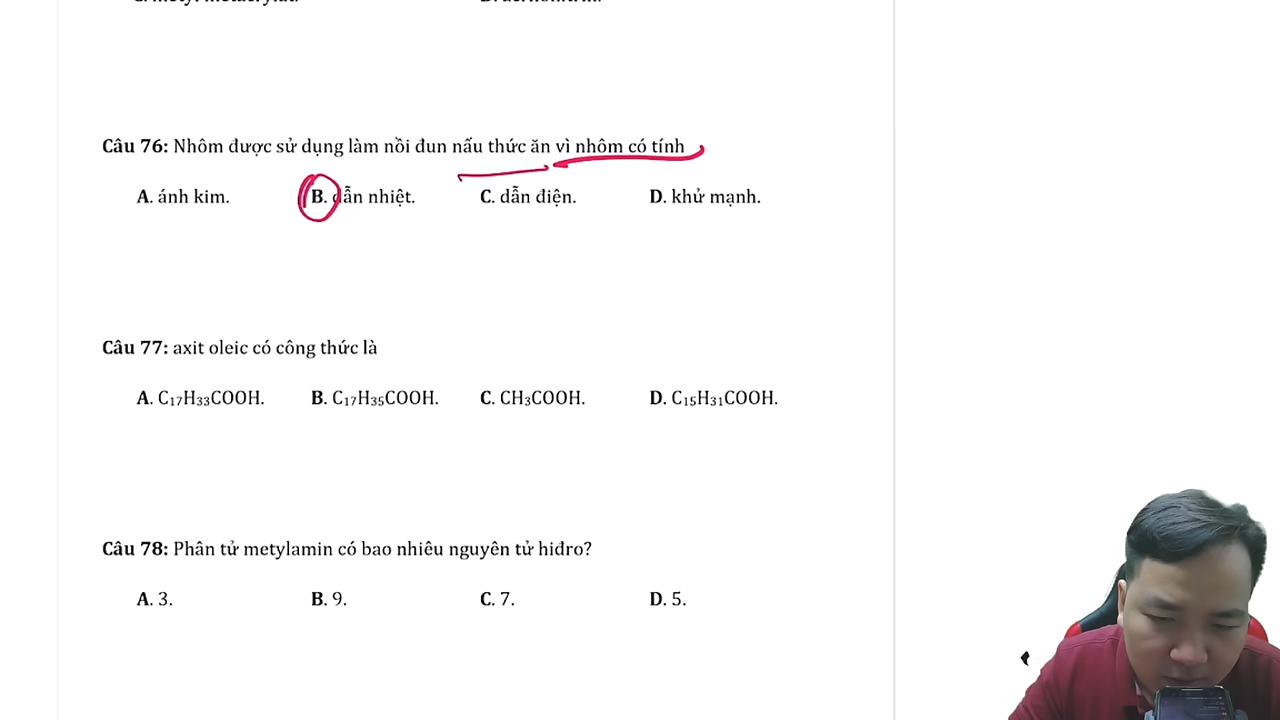 Câu 76: Nhôm được sử dụng làm nồi đun nấu thức ăn vì nhôm có tính
A. ánh kim. B. dẫn nhiệt. C. dẫn điện. D. khử mạnh.
Câu 77: axit oleic có công thức là
A. C₁₇H₃₃COOH. B. C₁₇H₃₅COOH. C. CH₃COOH. D. C₁₅H₃₁COOH.
Câu 78: Phân tử metylamin có bao nhiêu nguyên tử hiđro?
A. 3. B. 9. C. 7. D. 5.